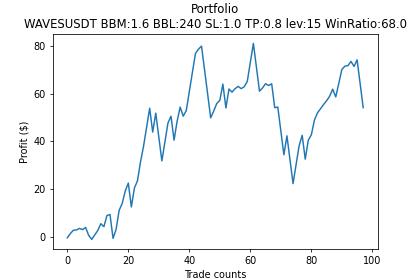 Portfolio
WAVESUSDT BBM:1.6 BBL:240 SL:1.0 TP:0.8 lev:15 WinRatio:68.0
80
60
40
20
0
Profit ($)
0 20 40 60 80 100
Trade counts